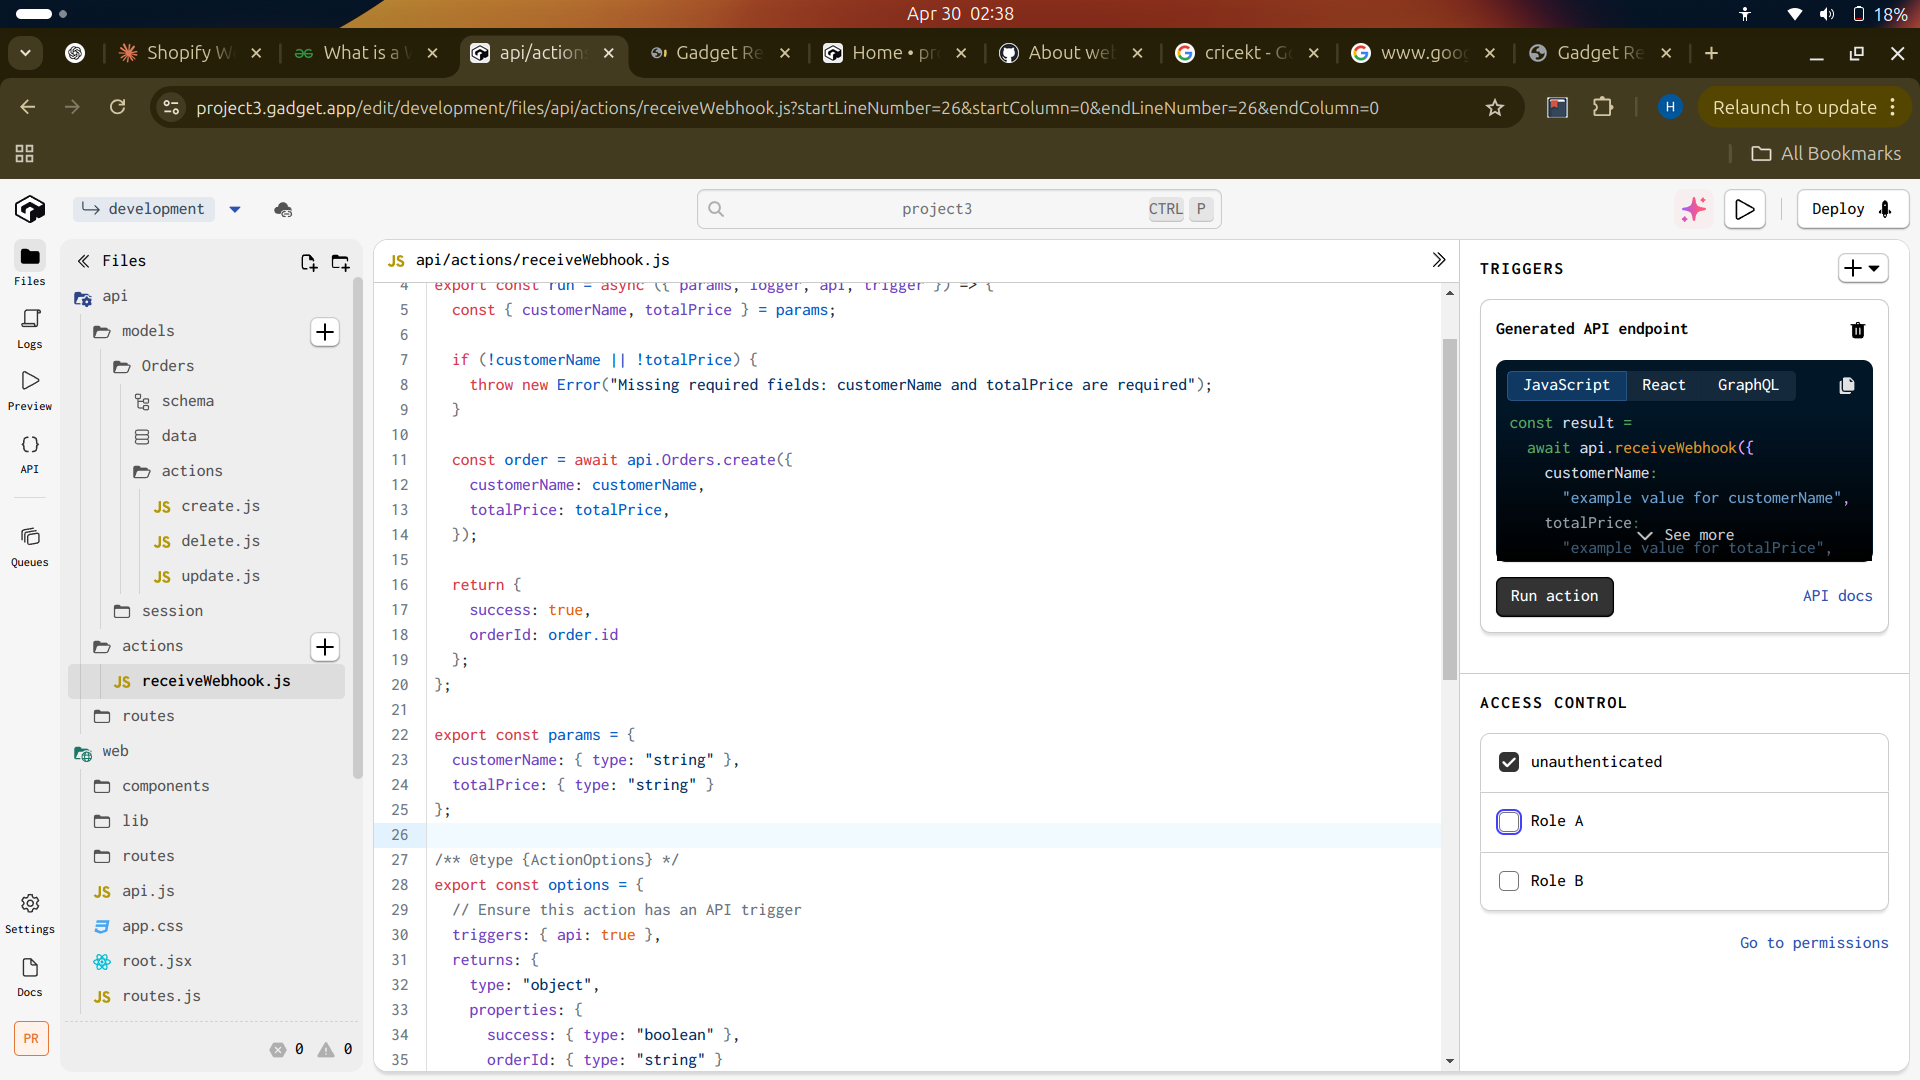 Apr 30 02:38
18%
Shopify W
What is a
api/action
Gadget Re
Home • pr
About web
cricekt - G
www.goog
Gadget Re
project3.gadget.app/edit/development/files/api/actions/receiveWebhook.js?startLineNumber=26&startColumn=0&endLineNumber=26&endColumn=0
H
Relaunch to update
All Bookmarks
development
project3
CTRL P
Deploy
Files
Logs
Preview
API
Queues
Settings
Docs
PR
Files
api
models
Orders
schema
data
actions
JS create.js
JS delete.js
JS update.js
session
actions
JS receiveWebhook.js
routes
web
components
lib
routes
JS api.js
app.css
root.jsx
JS routes.js
0 0
JS api/actions/receiveWebhook.js
4 export const run = async ({ params, logger, api, trigger }) => {
5 const { customerName, totalPrice } = params;
6
7 if (!customerName || !totalPrice) {
8 throw new Error("Missing required fields: customerName and totalPrice are required");
9 }
10
11 const order = await api.Orders.create({
12 customerName: customerName,
13 totalPrice: totalPrice,
14 });
15
16 return {
17 success: true,
18 orderId: order.id
19 };
20 };
21
22 export const params = {
23 customerName: { type: "string" },
24 totalPrice: { type: "string" }
25 };
26
27 /** @type {ActionOptions} */
28 export const options = {
29 // Ensure this action has an API trigger
30 triggers: { api: true },
31 returns: {
32 type: "object",
33 properties: {
34 success: { type: "boolean" },
35 orderId: { type: "string" }
TRIGGERS
Generated API endpoint
JavaScript React GraphQL
const result =
await api.receiveWebhook({
customerName:
"example value for customerName",
totalPrice:
See more
"example value for totalPrice",
Run action
API docs
ACCESS CONTROL
unauthenticated
Role A
Role B
Go to permissions